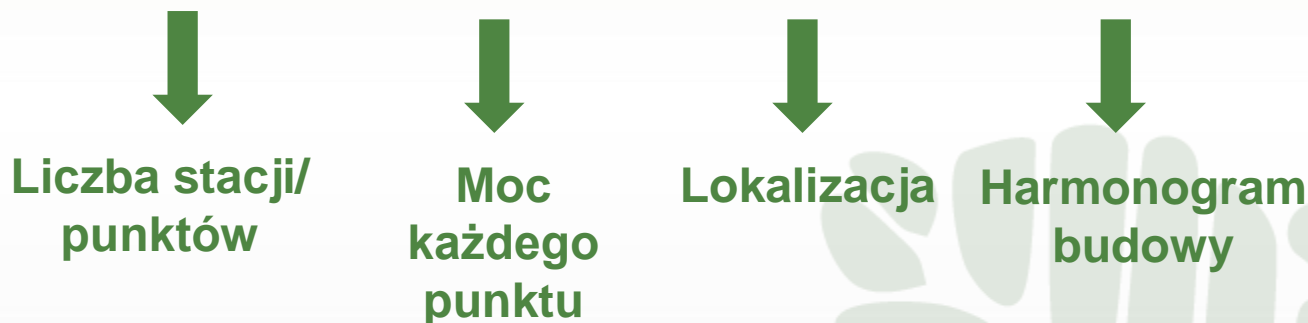 Liczba stacji/
punktów
Moc
każdego
punktu
Lokalizacja
Harmonogram
budowy